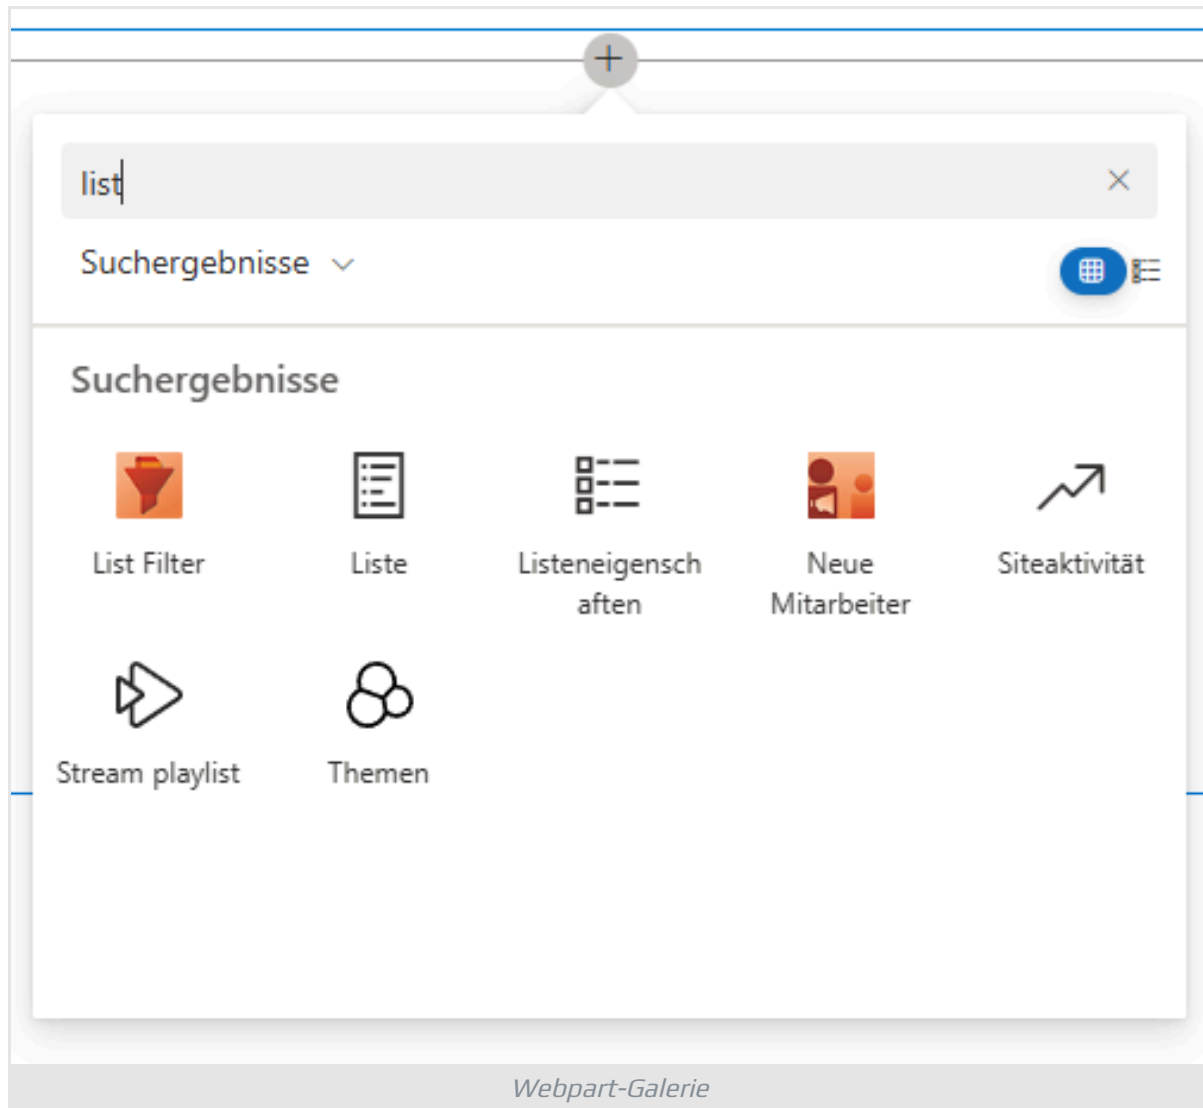 list
Suchergebnisse
Suchergebnisse
List Filter
Liste
Listeneigensch
aften
Neue
Mitarbeiter
Siteaktivität
Stream playlist
Themen
Webpart-Galerie